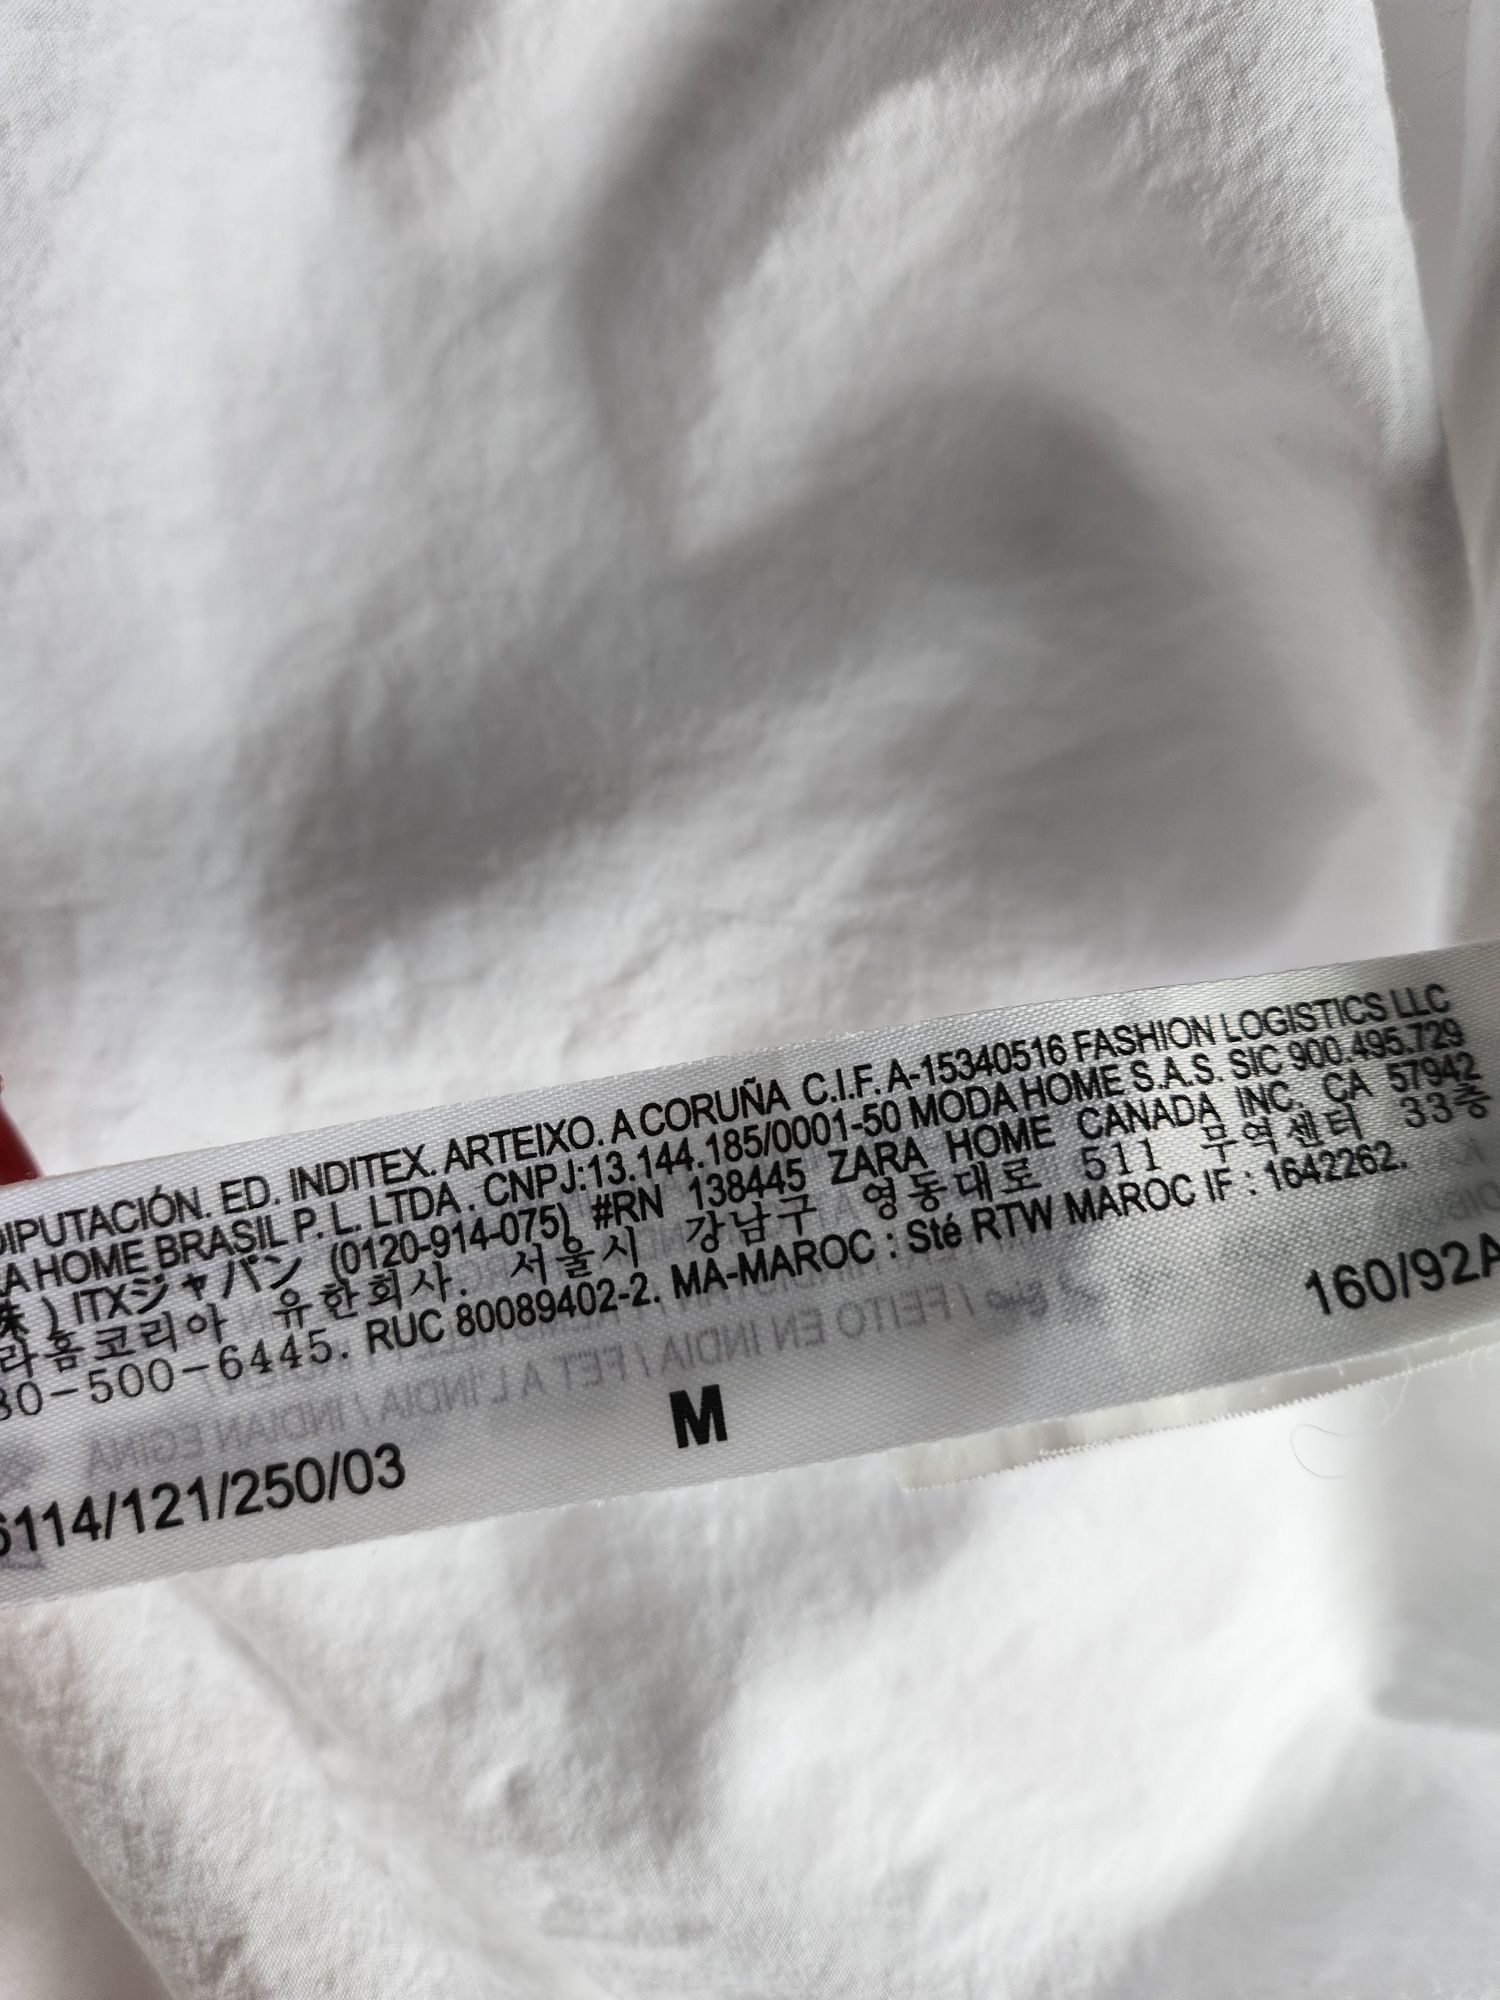 DIPUTACIÓN. ED. INDITEX. ARTEIXO. A CORUÑA C.I.F. A-15340516 FASHION LOGISTICS LLC
HOME BRASIL P. L. LTDA. CNPJ:13.144.185/0001-50 MODA HOME S.A.S. SIC 900.495.729
株 ) ITXジャパン (0120-914-075) #RN 138445 ZARA HOME CANADA INC. CA 57942
라홈코리아 유한회사. 서울시 강남구 영동대로 511 무역센터 33층
80-500-6445. RUC 80089402-2. MA-MAROC : Sté RTW MAROC IF : 1642262.
160/92A
M
6114/121/250/03